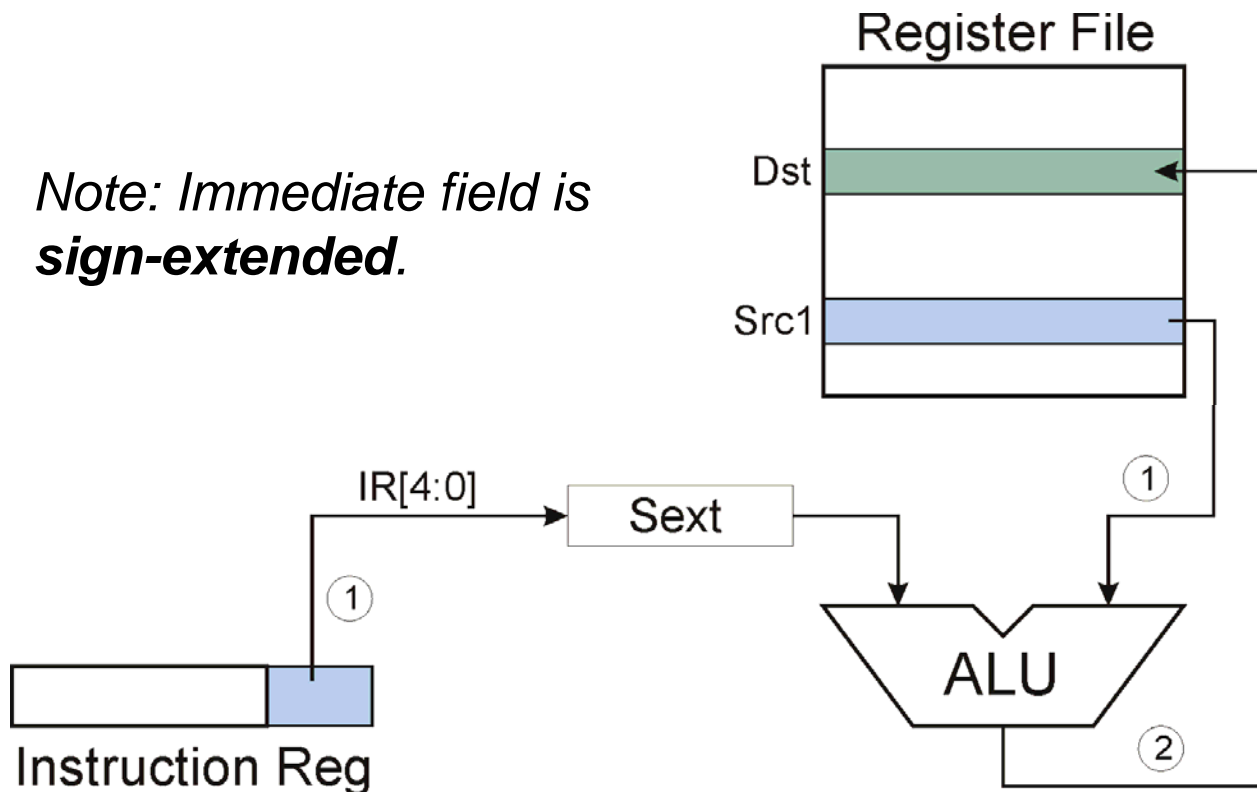 Register File
Note: Immediate field is
sign-extended.
Dst
Src1
1
IR[4:0]
Sext
1
ALU
2
Instruction Reg